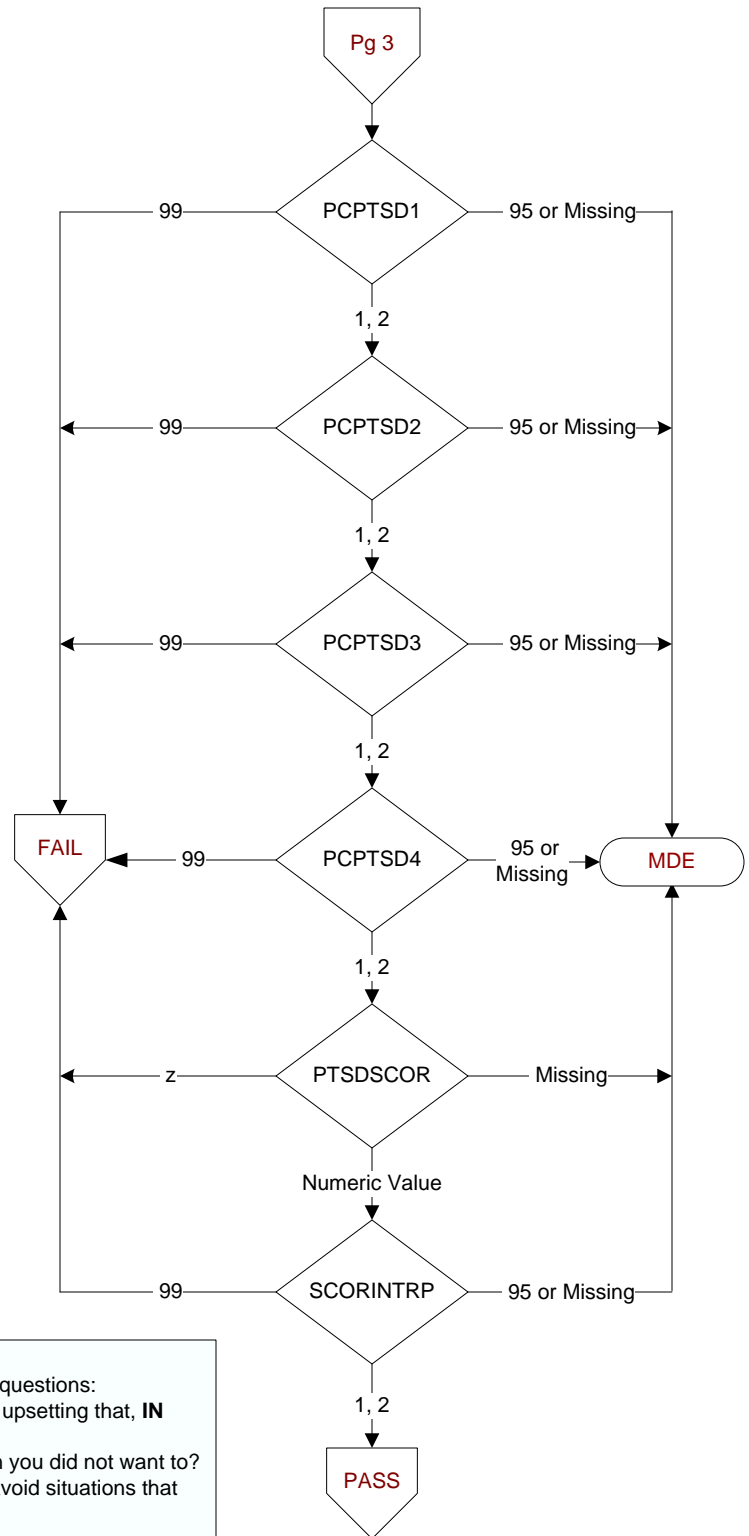 Pg 3
99
PCPTSD1
95 or Missing
1, 2
99
PCPTSD2
95 or Missing
1, 2
99
PCPTSD3
95 or Missing
1, 2
FAIL
99
PCPTSD4
95 or
Missing
MDE
1, 2
z
PTSDSCOR
Missing
Numeric Value
99
SCORINTRP
95 or Missing
1, 2
PASS
questions:
upsetting that, IN
you did not want to?
void situations that